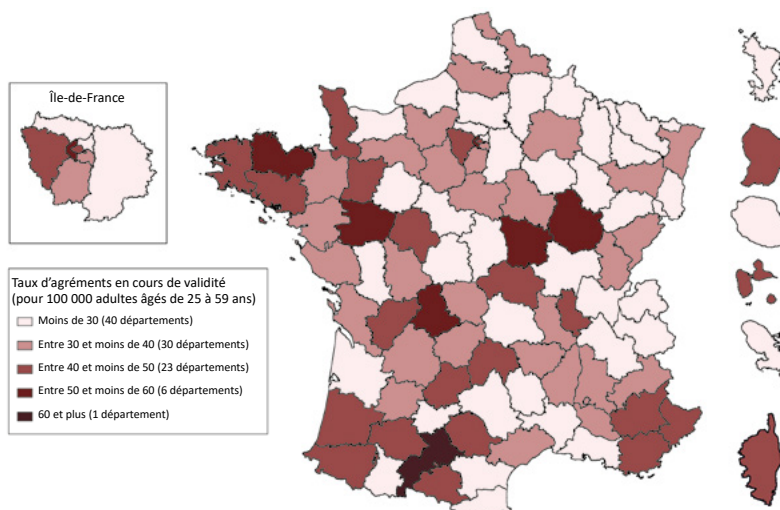 Île-de-France
Taux d’agréments en cours de validité
(pour 100 000 adultes âgés de 25 à 59 ans)
Moins de 30 (40 départements)
Entre 30 et moins de 40 (30 départements)
Entre 40 et moins de 50 (23 départements)
Entre 50 et moins de 60 (6 départements)
60 et plus (1 département)